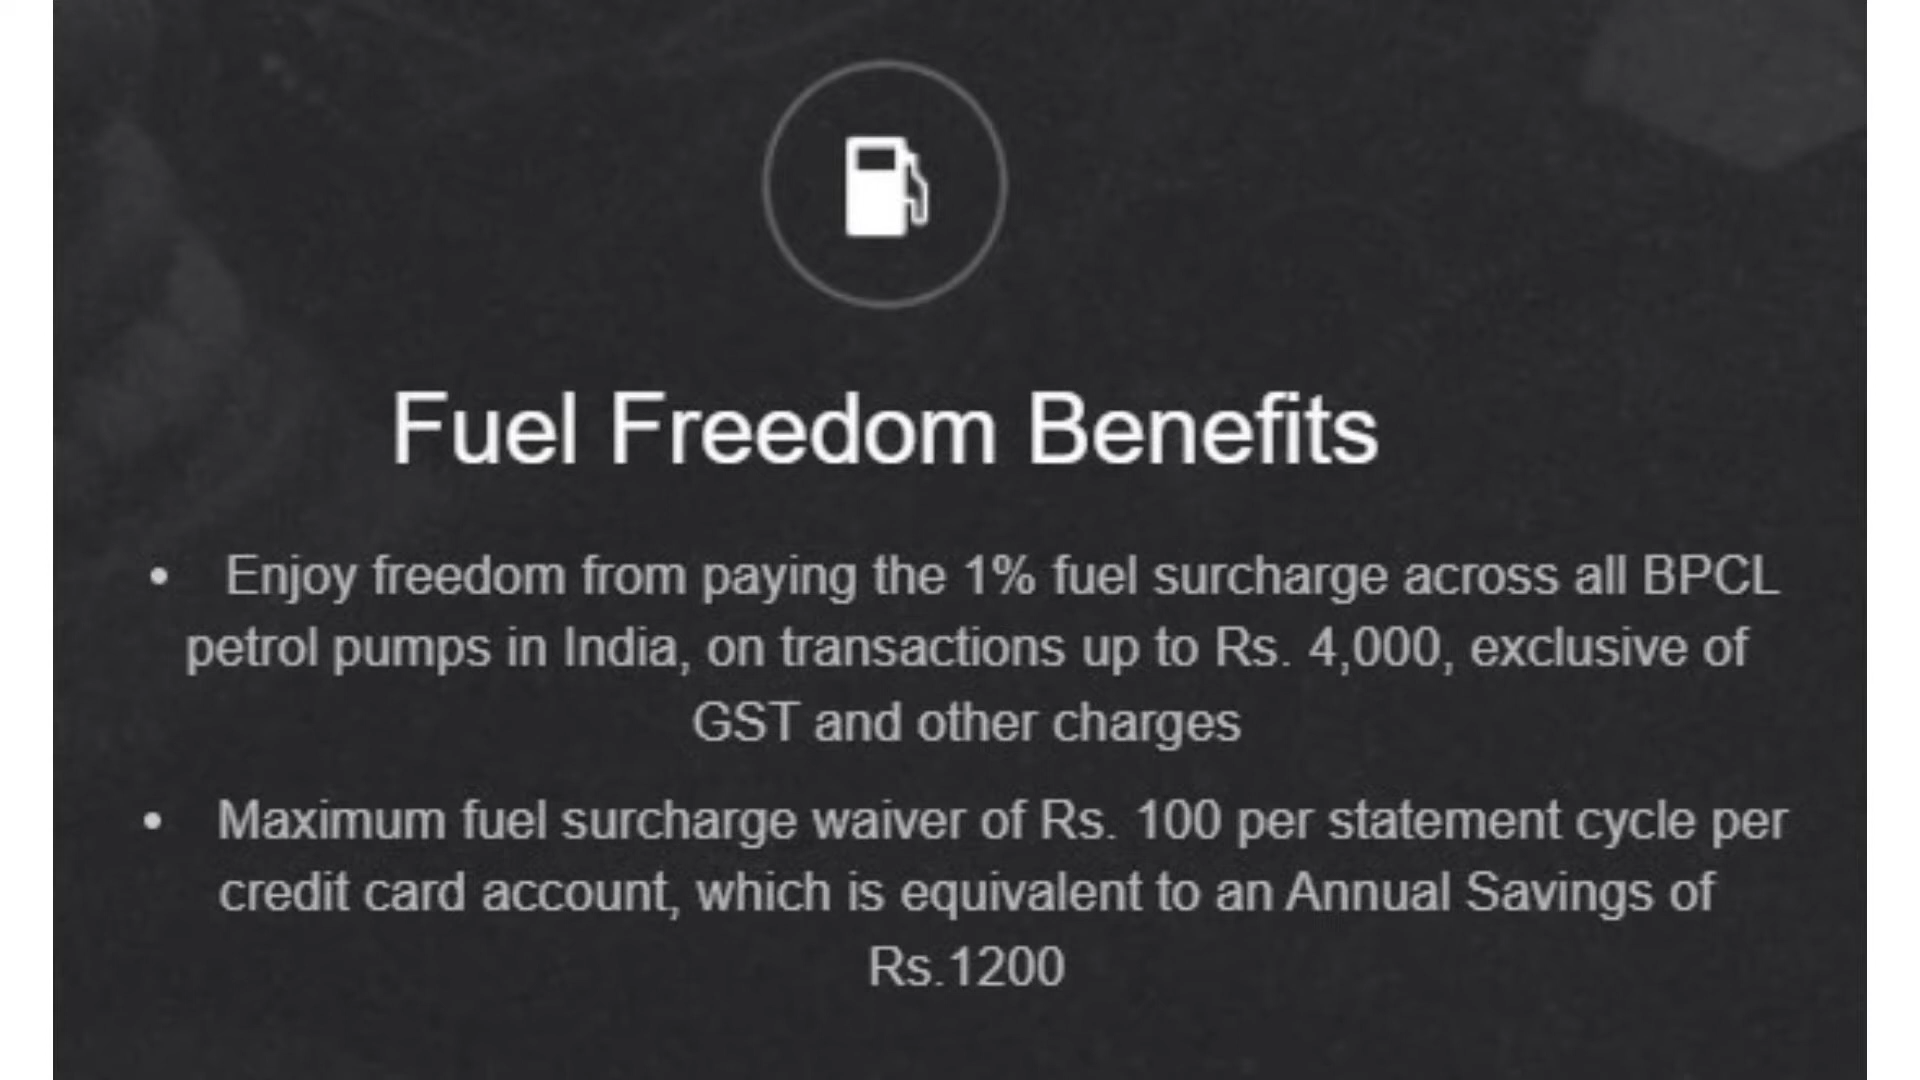 Fuel Freedom Benefits
• Enjoy freedom from paying the 1% fuel surcharge across all BPCL
petrol pumps in India, on transactions up to Rs. 4,000, exclusive of
GST and other charges
• Maximum fuel surcharge waiver of Rs. 100 per statement cycle per
credit card account, which is equivalent to an Annual Savings of
Rs.1200